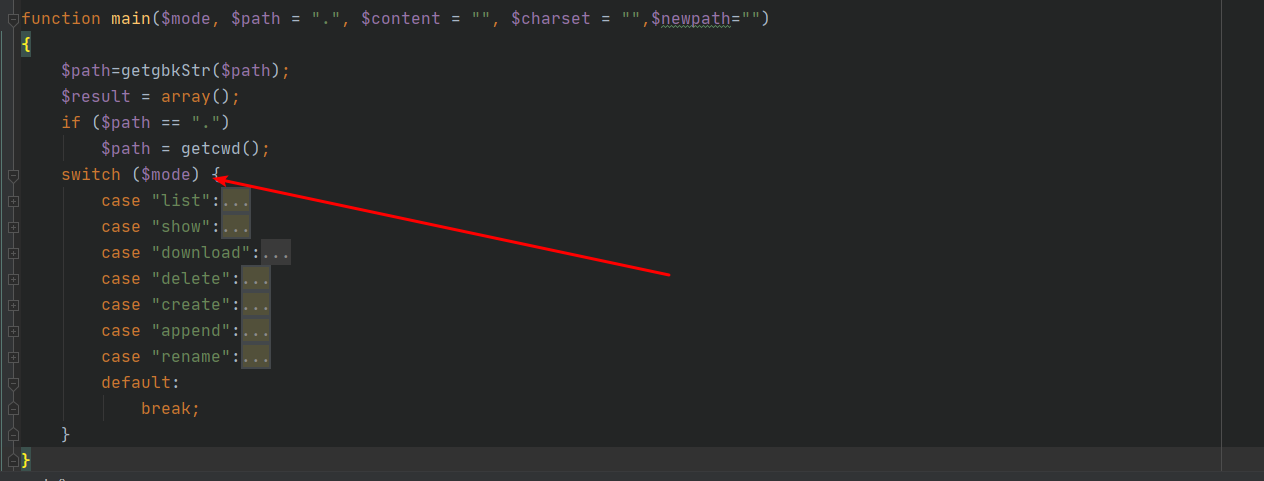 function main($mode, $path = ".", $content = "", $charset = "",$newpath="")
{
    $path=getgbkStr($path);
    $result = array();
    if ($path == ".")
        $path = getcwd();
    switch ($mode) {
        case "list":...
        case "show":...
        case "download":...
        case "delete":...
        case "create":...
        case "append":...
        case "rename":...
        default:
            break;
    }
}